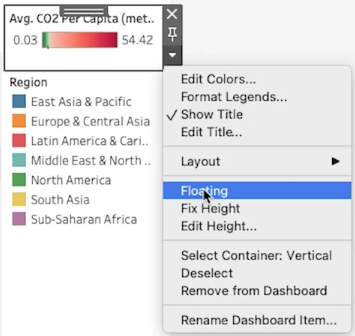 Avg. CO2 Per Capita (met..
0.03 54.42
Region
East Asia & Pacific
Europe & Central Asia
Latin America & Cari..
Middle East & North ..
North America
South Asia
Sub-Saharan Africa
Edit Colors...
Format Legends...
✓ Show Title
Edit Title...
Layout
Floating
Fix Height
Edit Height...
Select Container: Vertical
Deselect
Remove from Dashboard
Rename Dashboard Item...